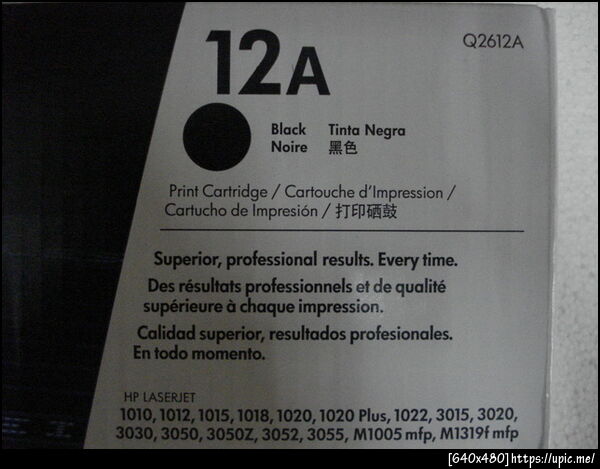 12A
Q2612A
Black Tinta Negra
Noire 黑色
Print Cartridge / Cartouche d'Impression /
Cartucho de Impresión / 打印硒鼓
Superior, professional results. Every time.
Des résultats professionnels et de qualité
supérieure à chaque impression.
Calidad superior, resultados profesionales.
En todo momento.
HP LASERJET
1010, 1012, 1015, 1018, 1020, 1020 Plus, 1022, 3015, 3020,
3030, 3050, 3050Z, 3052, 3055, M1005 mfp, M1319f mfp
[640x480]https://upic.me/